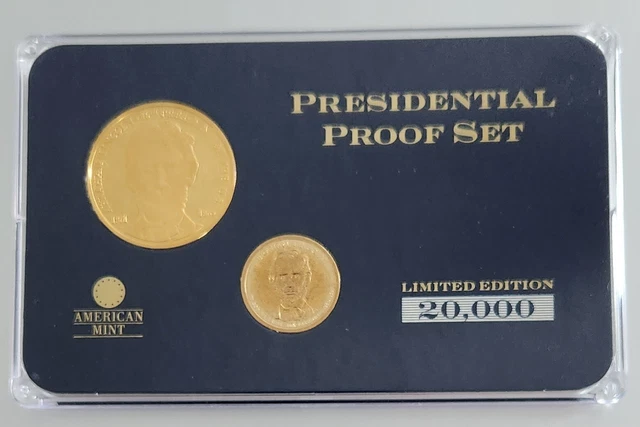 PRESIDENTIAL
PROOF SET
LIMITED EDITION
20,000
AMERICAN
MINT